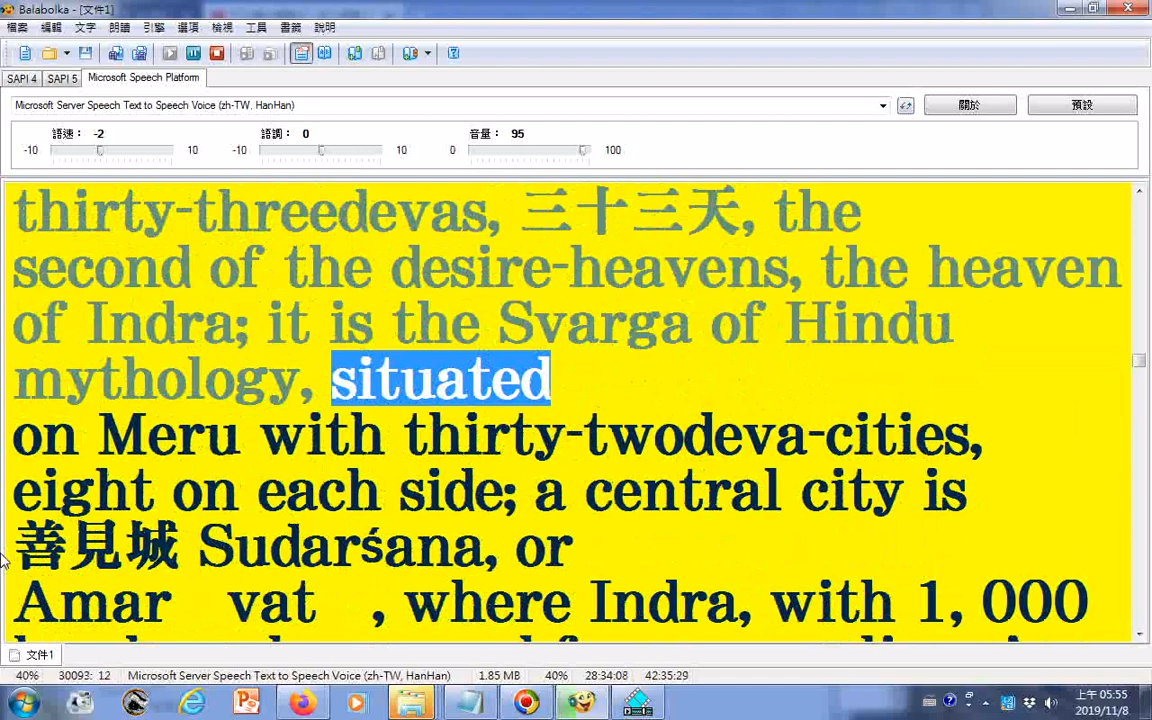 Balabolka - [文件1]
檔案 編輯 文字 朗讀 引擎 選項 檢視 工具 書籤 說明
SAPI 4 SAPI 5 Microsoft Speech Platform
Microsoft Server Speech Text to Speech Voice (zh-TW, HanHan) 關於 預設
語速： -2 語調： 0 音量： 95
-10 10 -10 10 0 100
thirty-threedevas, 三十三天, the
second of the desire-heavens, the heaven
of Indra; it is the Svarga of Hindu
mythology, situated
on Meru with thirty-twodeva-cities,
eight on each side; a central city is
善見城 Sudarśana, or
Amar vat , where Indra, with 1, 000
文件1
40% 30093: 12 Microsoft Server Speech Text to Speech Voice (zh-TW, HanHan) 1.85 MB 40% 28:34:08 42:35:29
上午 05:55
2019/11/8